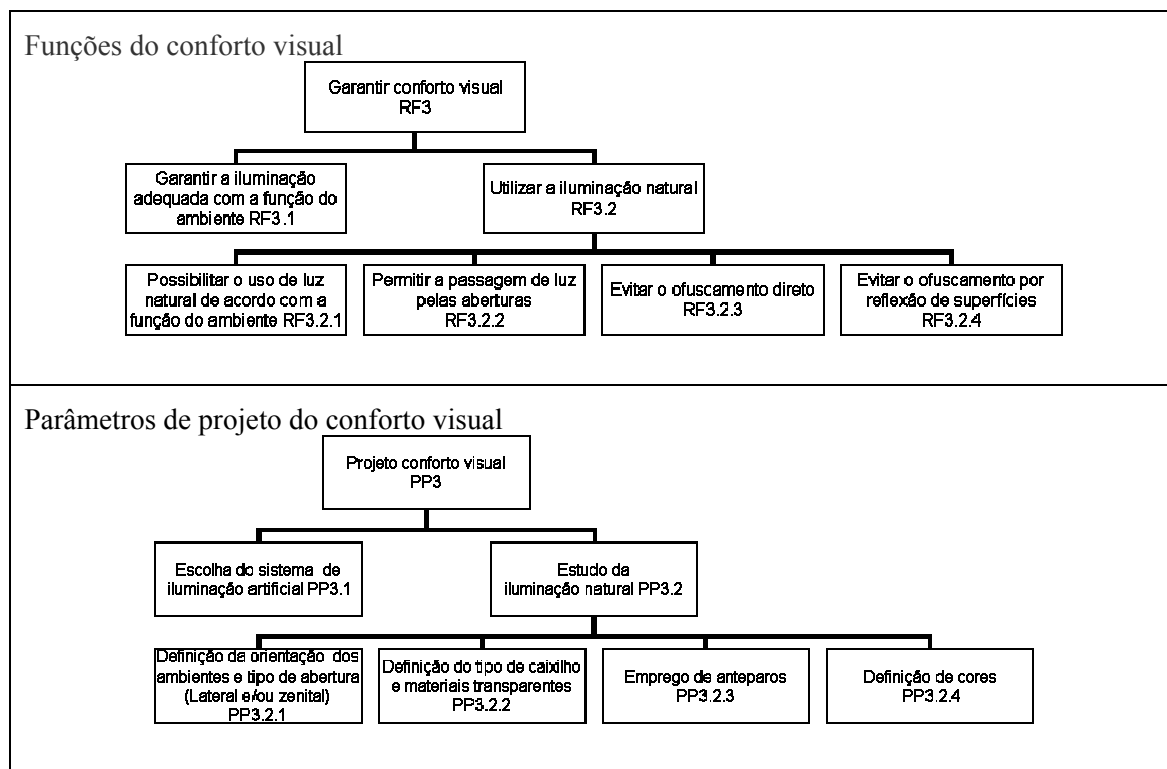 Funções do conforto visual
Garantir conforto visual
RF3
Garantir a iluminação
adequada com a função do
ambiente RF3.1
Utilizar a iluminação natural
RF3.2
Possibilitar o uso de luz
natural de acordo com a
função do ambiente RF3.2.1
Permitir a passagem de luz
pelas aberturas
RF3.2.2
Evitar o ofuscamento direto
RF3.2.3
Evitar o ofuscamento por
reflexão de superfícies
RF3.2.4
Parâmetros de projeto do conforto visual
Projeto conforto visual
PP3
Escolha do sistema de
iluminação artificial PP3.1
Estudo da
iluminação natural PP3.2
Definição da orientação dos
ambientes e tipo de abertura
(Lateral e/ou zenital)
PP3.2.1
Definição do tipo de caixilho
e materiais transparentes
PP3.2.2
Emprego de anteparos
PP3.2.3
Definição de cores
PP3.2.4